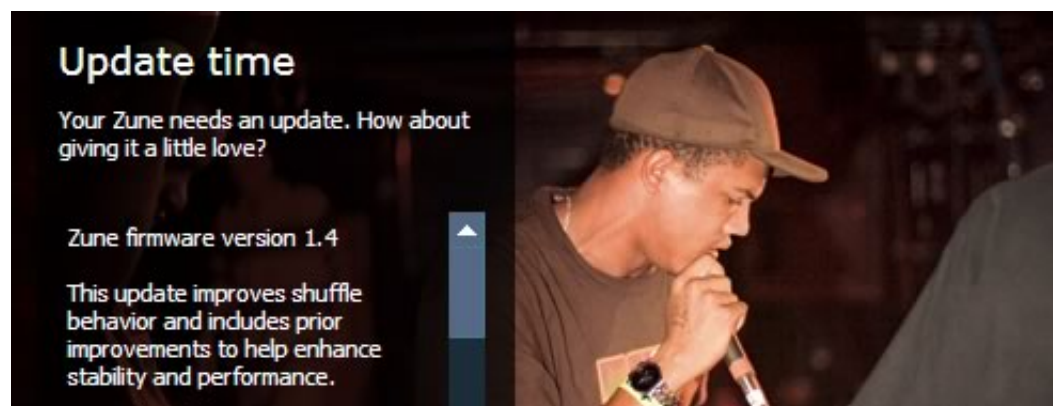 Update time
Your Zune needs an update. How about
giving it a little love?
Zune firmware version 1.4
This update improves shuffle
behavior and includes prior
improvements to help enhance
stability and performance.